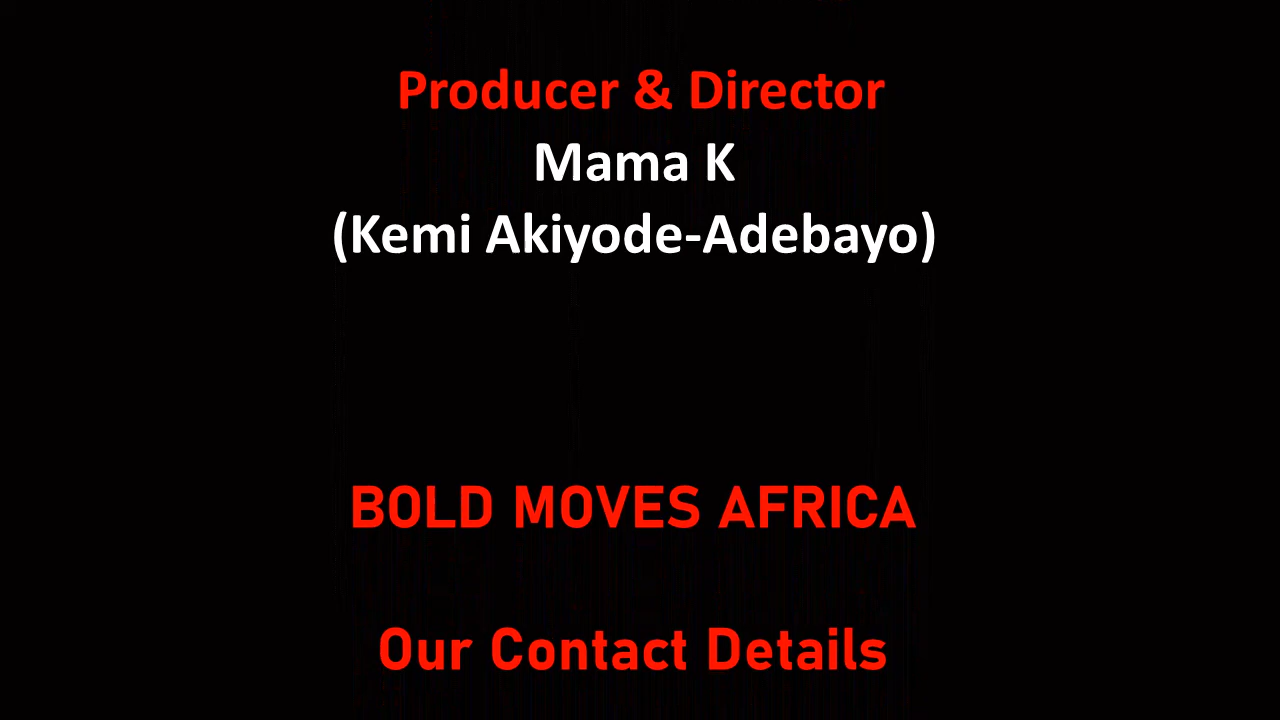 Producer & Director
Mama K
(Kemi Akiyode-Adebayo)
BOLD MOVES AFRICA
Our Contact Details